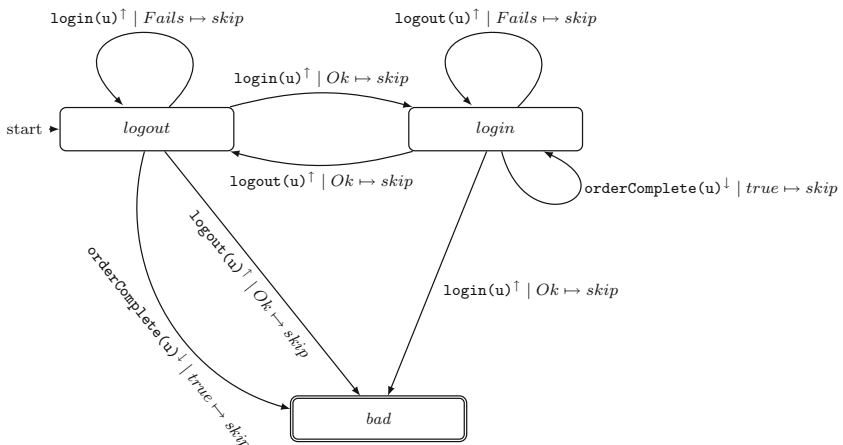 login(u)↑ | Fails ↦ skip
logout(u)↑ | Fails ↦ skip
login(u)↑ | Ok ↦ skip
start
logout
login
logout(u)↑ | Ok ↦ skip
orderComplete(u)↓ | true ↦ skip
logout(u)↑ | Ok ↦ skip
orderComplete(u)↓ | true ↦ skip
login(u)↑ | Ok ↦ skip
bad